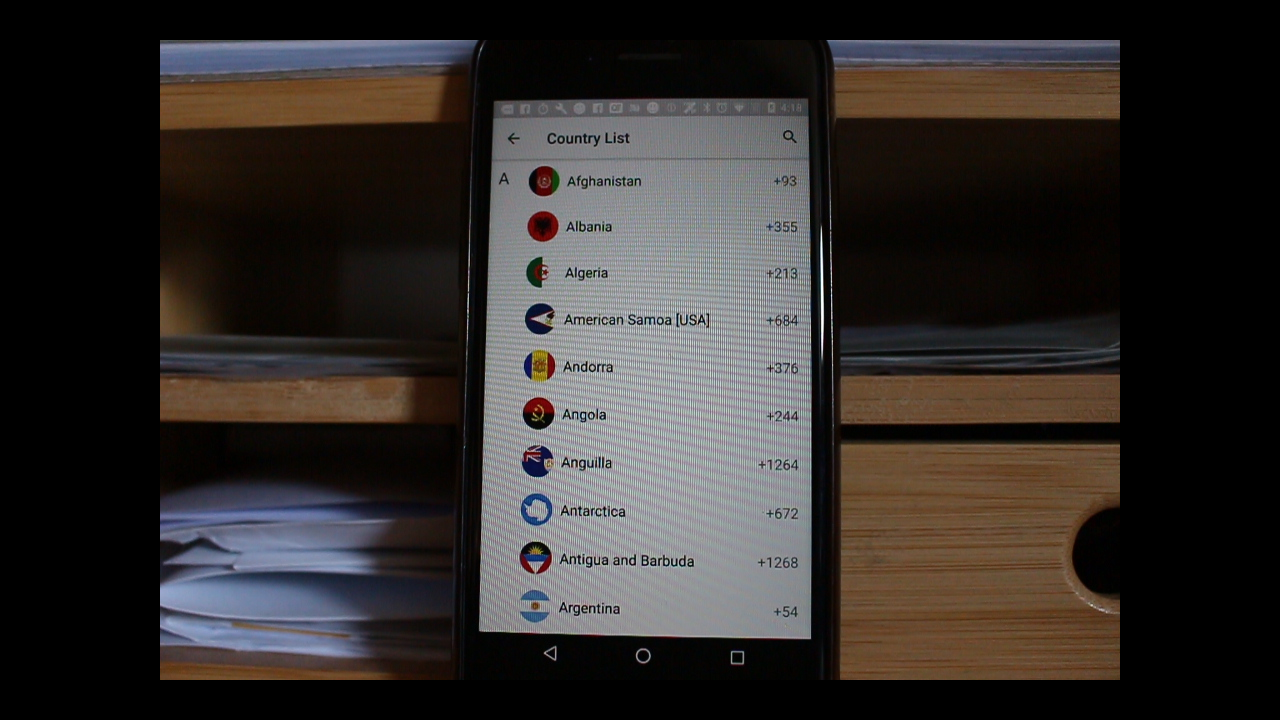 4:18
Country List
A
Afghanistan +93
Albania +355
Algeria +213
American Samoa [USA] +684
Andorra +376
Angola +244
Anguilla +1264
Antarctica +672
Antigua and Barbuda +1268
Argentina +54